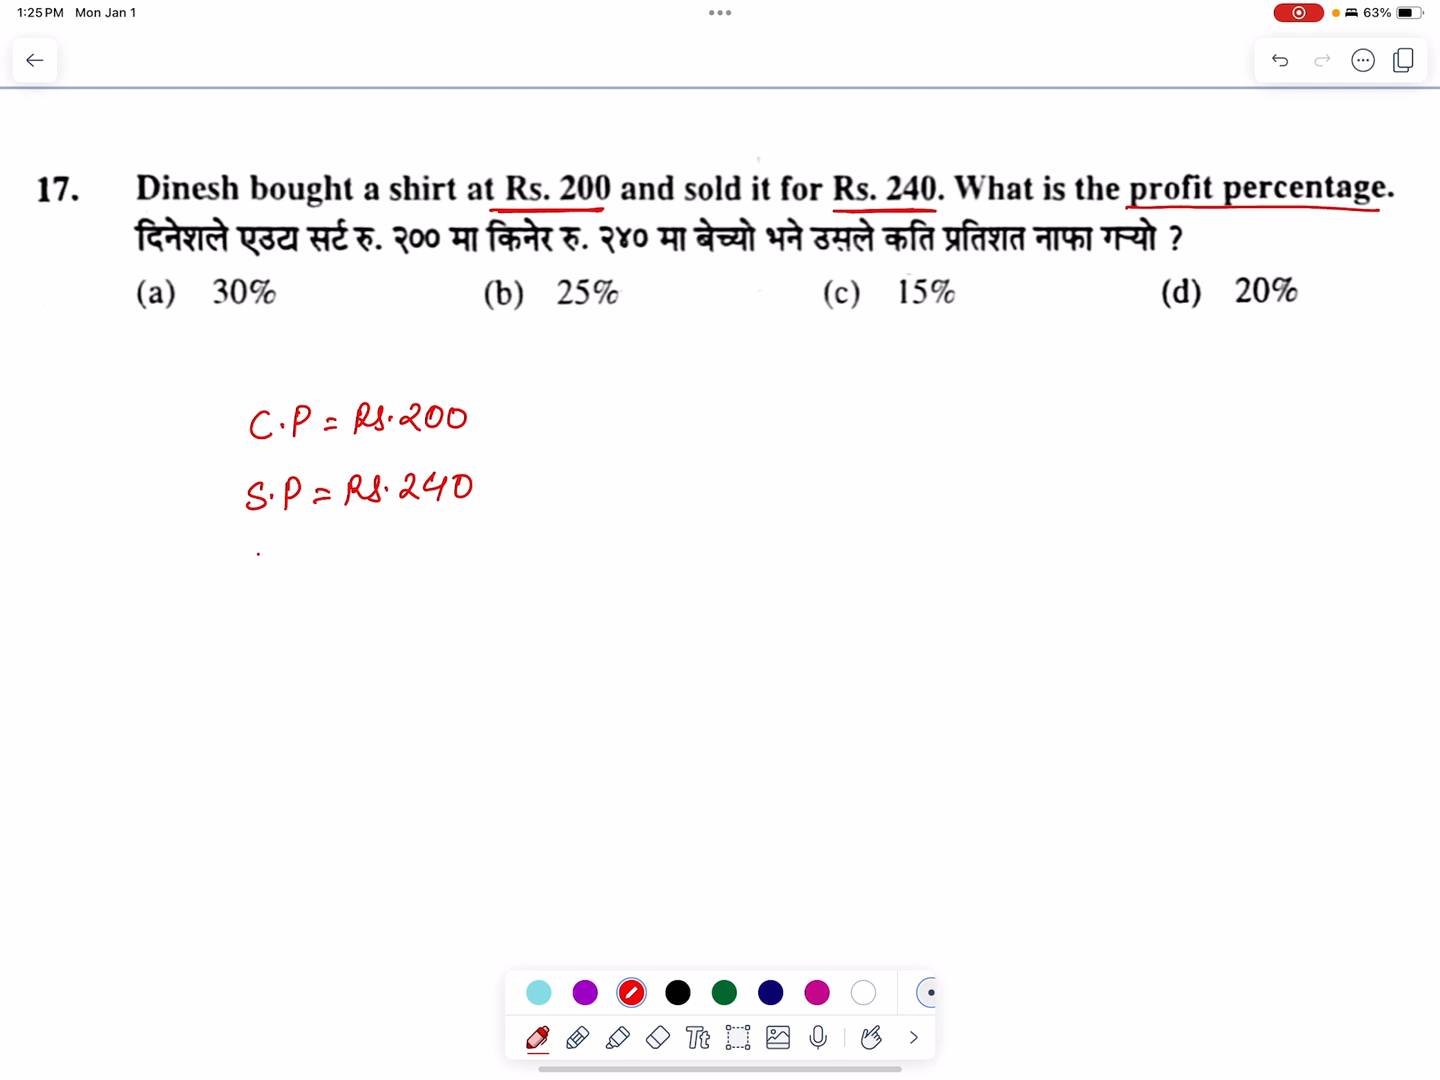 1:25 PM Mon Jan 1
63%
17. Dinesh bought a shirt at Rs. 200 and sold it for Rs. 240. What is the profit percentage.
दिनेशले एउटा सर्ट रु. २०० मा किनेर रु. २४० मा बेच्यो भने उसले कति प्रतिशत नाफा गर्‍यो ?
(a) 30% (b) 25% (c) 15% (d) 20%
C.P = Rs. 200
S.P = Rs. 240
Tt